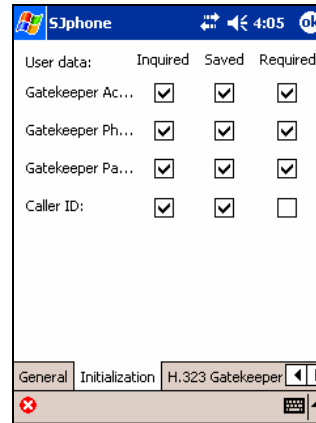 SJphone 4:05 ok
User data: Inquired Saved Required
Gatekeeper Ac...
Gatekeeper Ph...
Gatekeeper Pa...
Caller ID:
General Initialization H.323 Gatekeeper